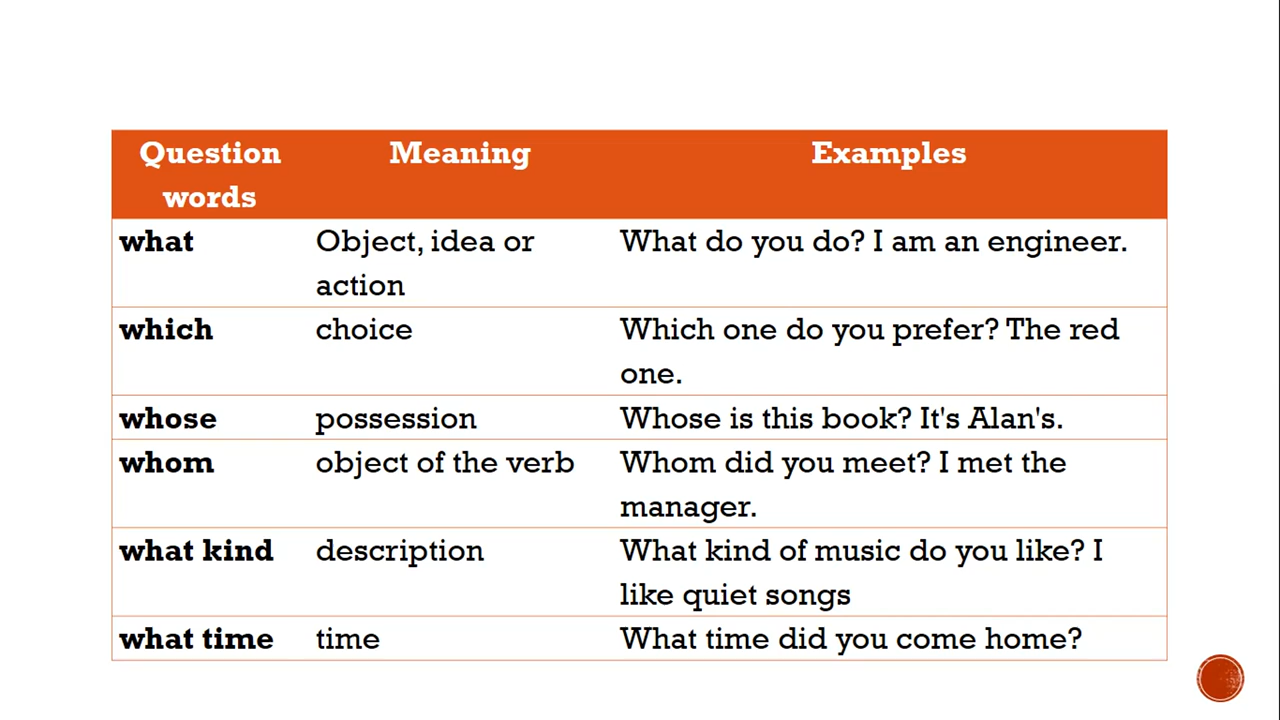 Question Meaning Examples
words
what Object, idea or What do you do? I am an engineer.
action
which choice Which one do you prefer? The red
one.
whose possession Whose is this book? It's Alan's.
whom object of the verb Whom did you meet? I met the
manager.
what kind description What kind of music do you like? I
like quiet songs
what time time What time did you come home?